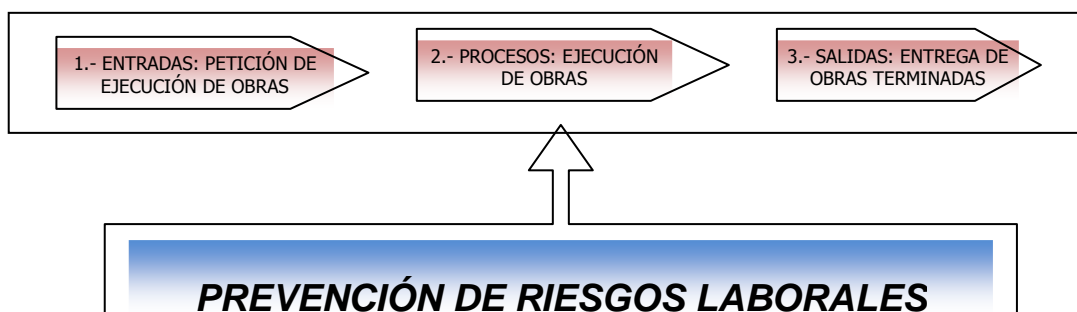 1.- ENTRADAS: PETICIÓN DE
EJECUCIÓN DE OBRAS
2.- PROCESOS: EJECUCIÓN
DE OBRAS
3.- SALIDAS: ENTREGA DE
OBRAS TERMINADAS
PREVENCIÓN DE RIESGOS LABORALES